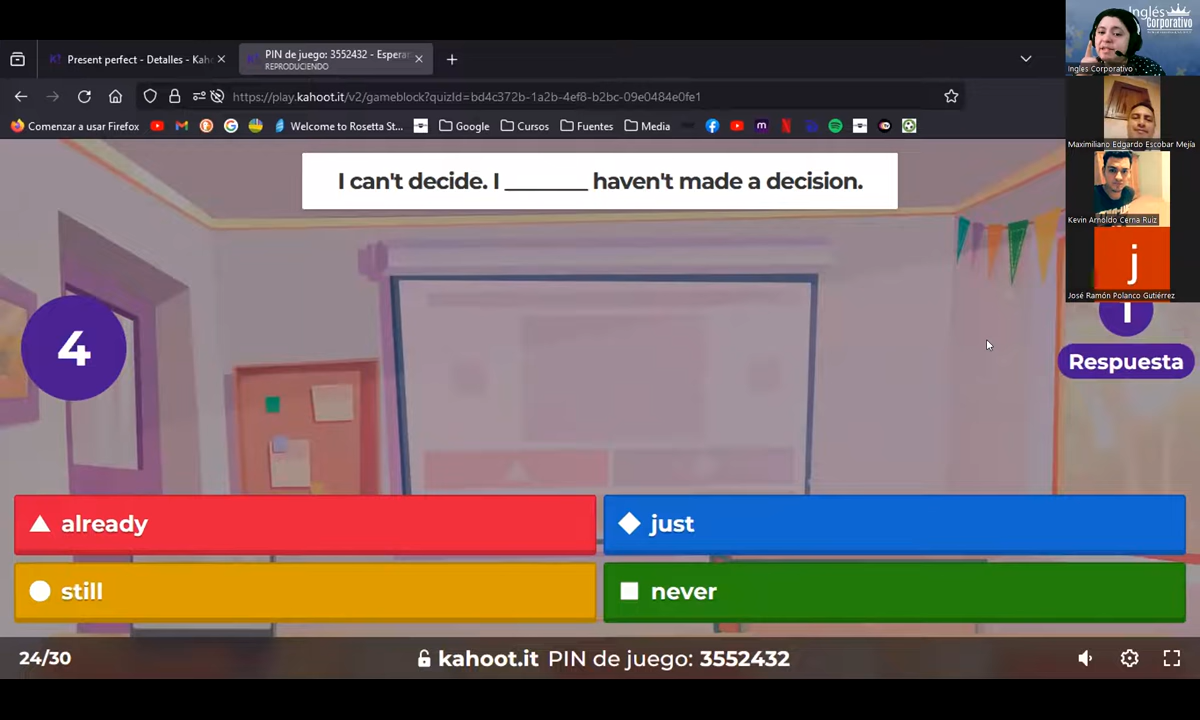 Inglés
Corporativo
Ingles Corporativo
Present perfect - Detalles - Kah
PIN de juego: 3552432 - Esperan
REPRODUCIENDO
https://play.kahoot.it/v2/gameblock?quizId=bd4c372b-1a2b-4ef8-b2bc-09e0484e0fe1
Comenzar a usar Firefox
Welcome to Rosetta St...
Google
Cursos
Fuentes
Media
Maximiliano Edgardo Escobar Mejía
Kevin Arnoldo Cerna Ruiz
j
José Ramón Polanco Gutiérrez
I can't decide. I ______ haven't made a decision.
4
1
Respuesta
already
just
still
never
24/30
kahoot.it PIN de juego: 3552432